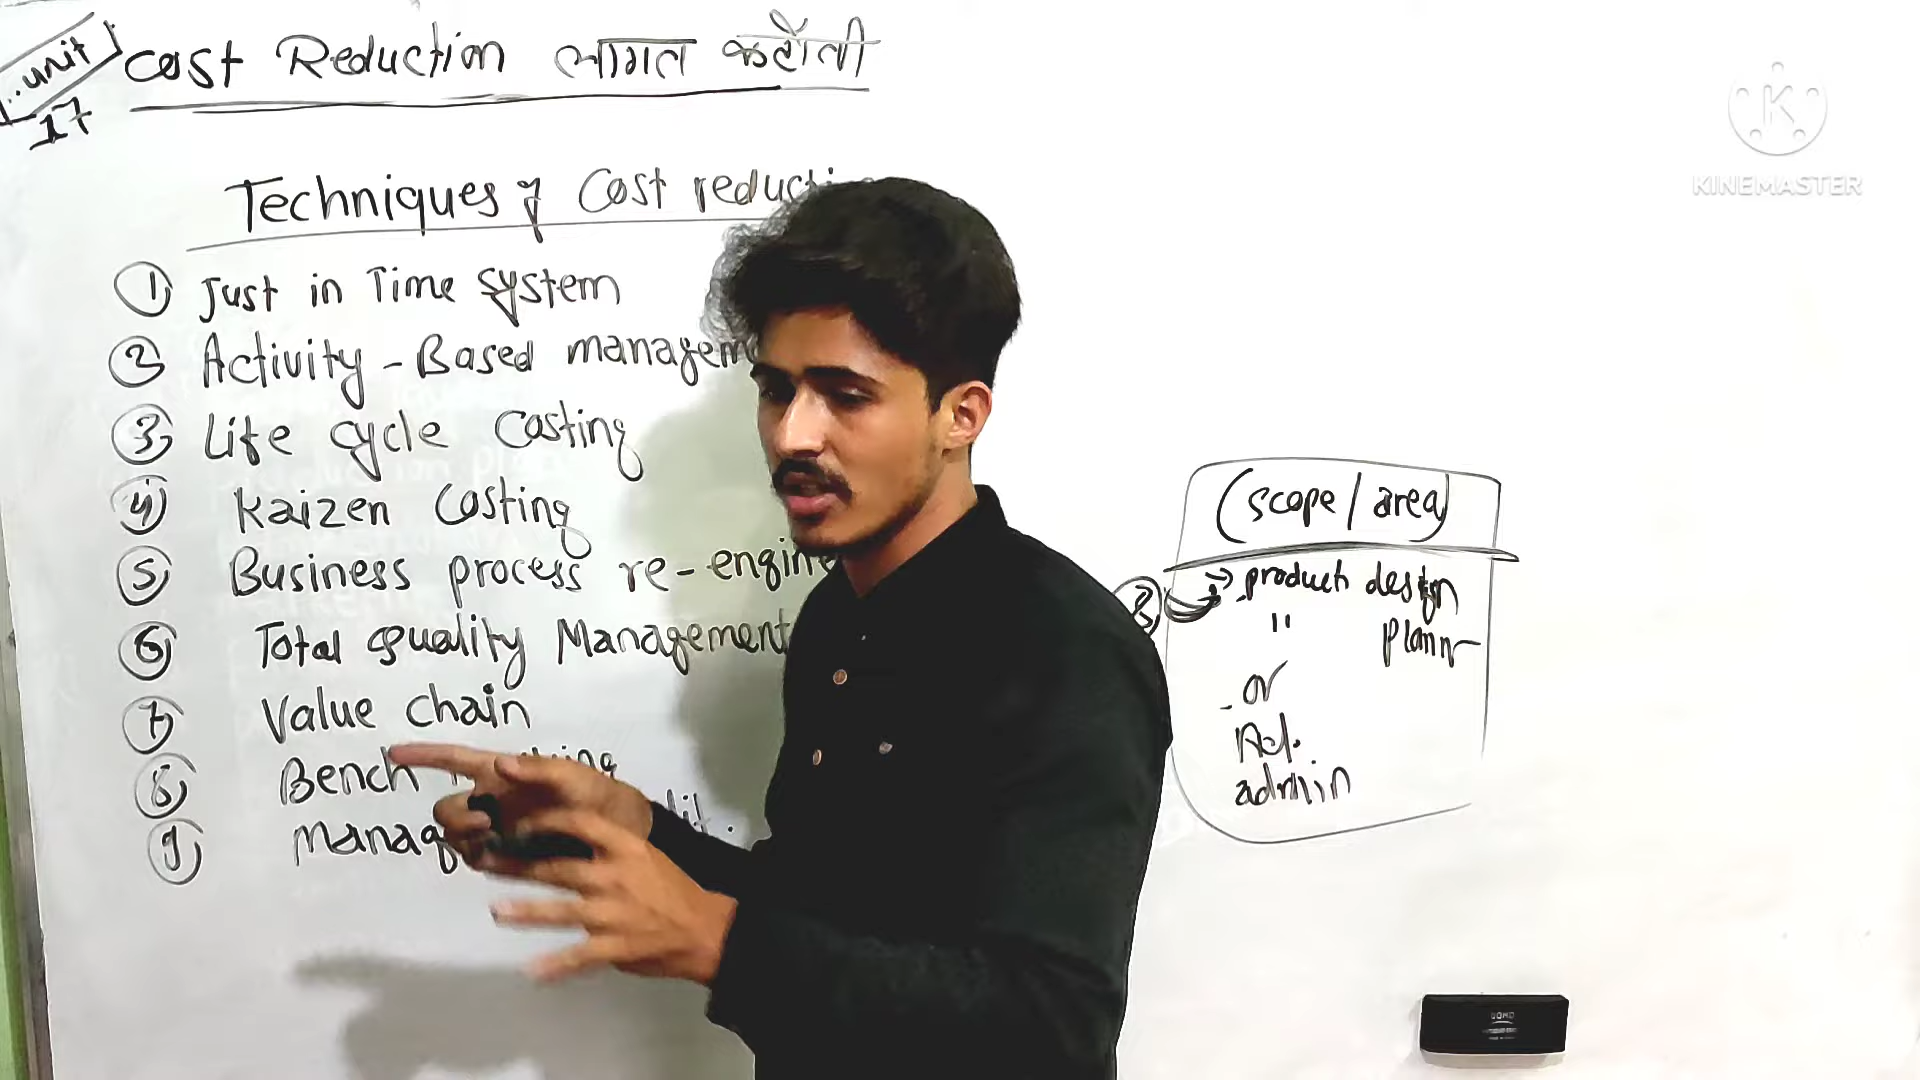 unit
17
Cost Reduction लागत कटौती
Techniques of Cost reducti
① Just in Time system
② Activity-Based managem
③ Life cycle Costing
④ Kaizen Costing
⑤ Business process re-engine
⑥ Total Quality Management
⑦ Value chain
⑧ Bench
⑨ manag
(scope/area)
product design
"
or
admin
KINEMASTER